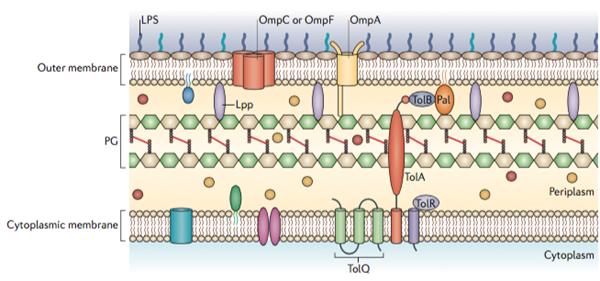 LPS
OmpC or OmpF
OmpA
Outer membrane
Lpp
TolB
Pal
PG
TolA
Periplasm
TolR
Cytoplasmic membrane
Cytoplasm
TolQ